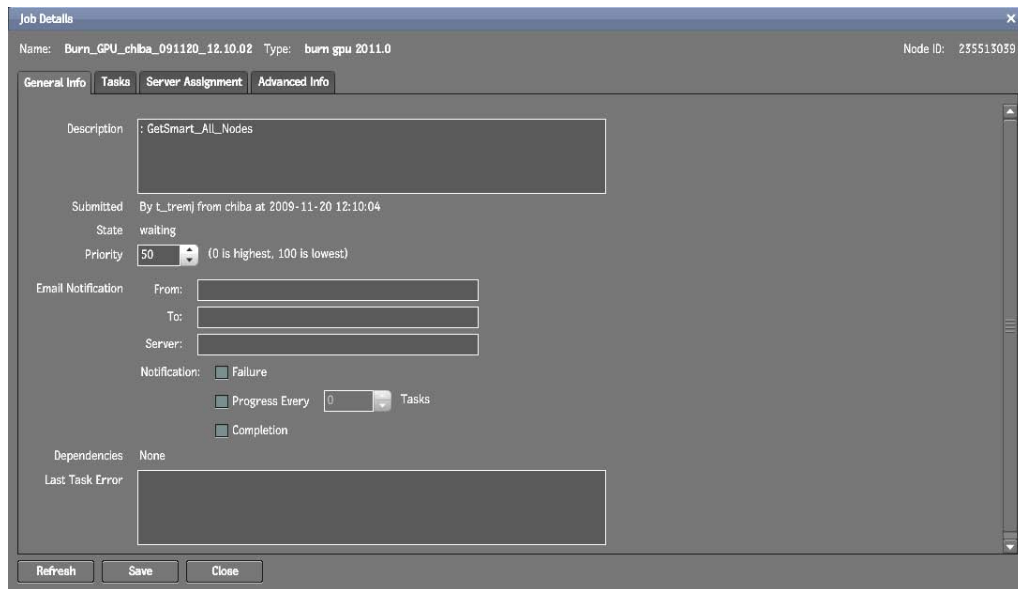 Job Details
Name: Burn_GPU_chiba_091120_12.10.02 Type: burn gpu 2011.0 Node ID: 235513039
General Info Tasks Server Assignment Advanced Info
Description : GetSmart_All_Nodes
Submitted By t_tremj from chiba at 2009-11-20 12:10:04
State waiting
Priority 50 (0 is highest, 100 is lowest)
Email Notification From:
To:
Server:
Notification: Failure
Progress Every 0 Tasks
Completion
Dependencies None
Last Task Error
Refresh Save Close